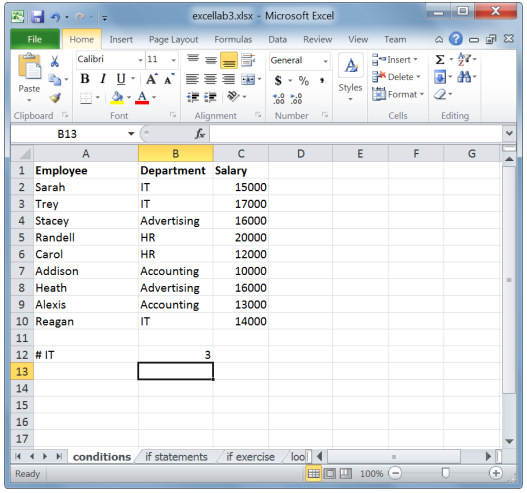 excellab3.xlsx - Microsoft Excel
File Home Insert Page Layout Formulas Data Review View Team
Paste
Calibri 11
B I U A A
General
$ % ,
Styles
Insert
Delete
Format
Σ
Clipboard Font Alignment Number Cells Editing
B13 fx
A B C D E F G
1 Employee Department Salary
2 Sarah IT 15000
3 Trey IT 17000
4 Stacey Advertising 16000
5 Randell HR 20000
6 Carol HR 12000
7 Addison Accounting 10000
8 Heath Advertising 16000
9 Alexis Accounting 13000
10 Reagan IT 14000
11
12 # IT 3
13
14
15
16
17
conditions if statements if exercise loo
Ready 100%